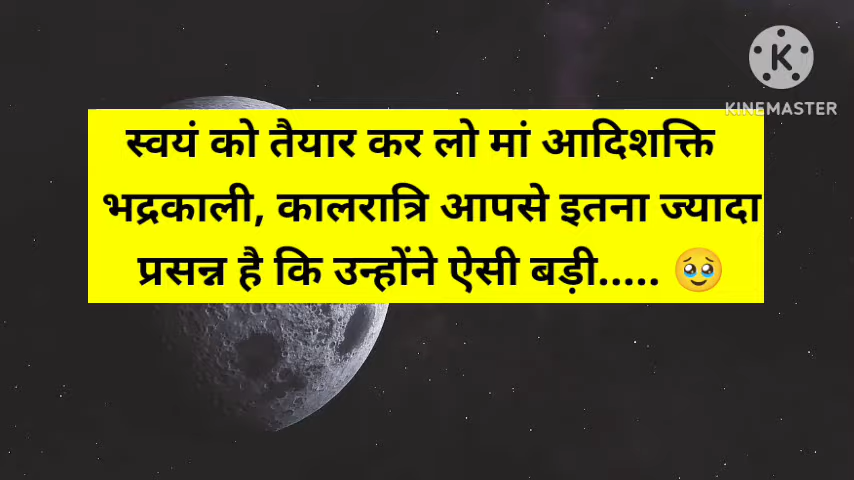 स्वयं को तैयार कर लो मां आदिशक्ति
भद्रकाली, कालरात्रि आपसे इतना ज्यादा
प्रसन्न है कि उन्होंने ऐसी बड़ी..... 🥹
K
KINEMASTER